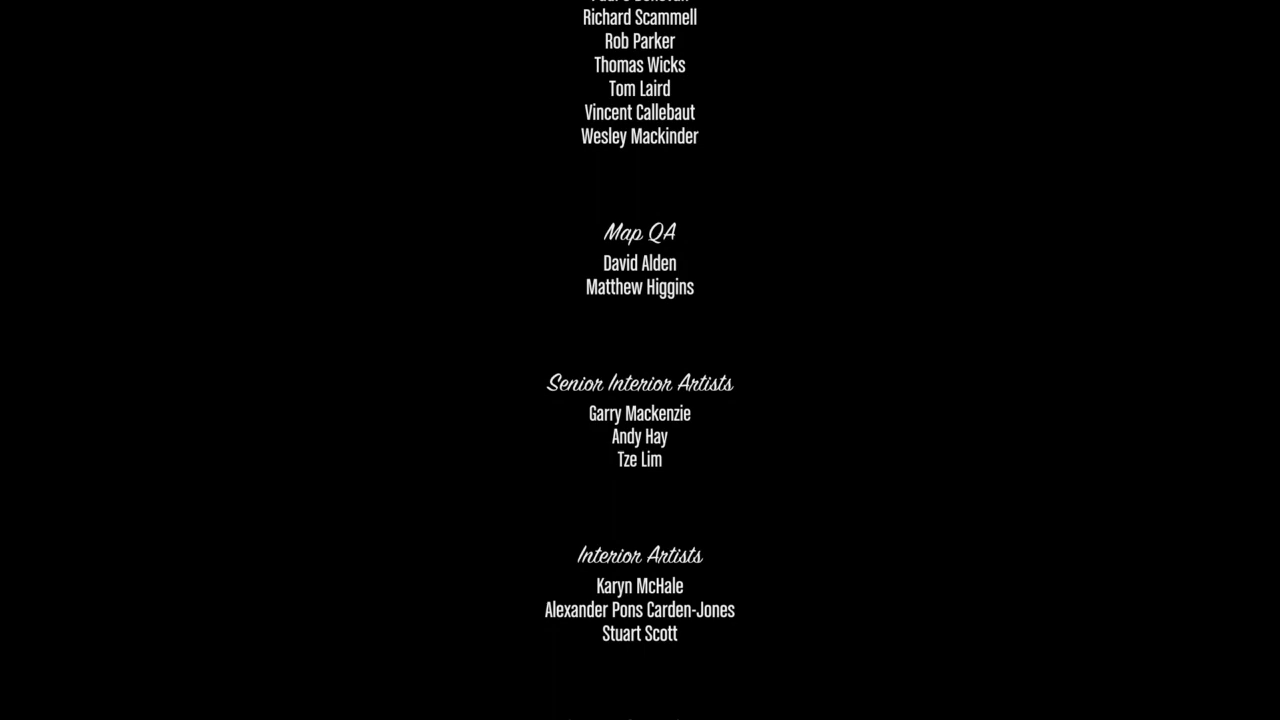 Richard Scammell
Rob Parker
Thomas Wicks
Tom Laird
Vincent Callebaut
Wesley Mackinder
Map QA
David Alden
Matthew Higgins
Senior Interior Artists
Garry Mackenzie
Andy Hay
Tze Lim
Interior Artists
Karyn McHale
Alexander Pons Carden-Jones
Stuart Scott